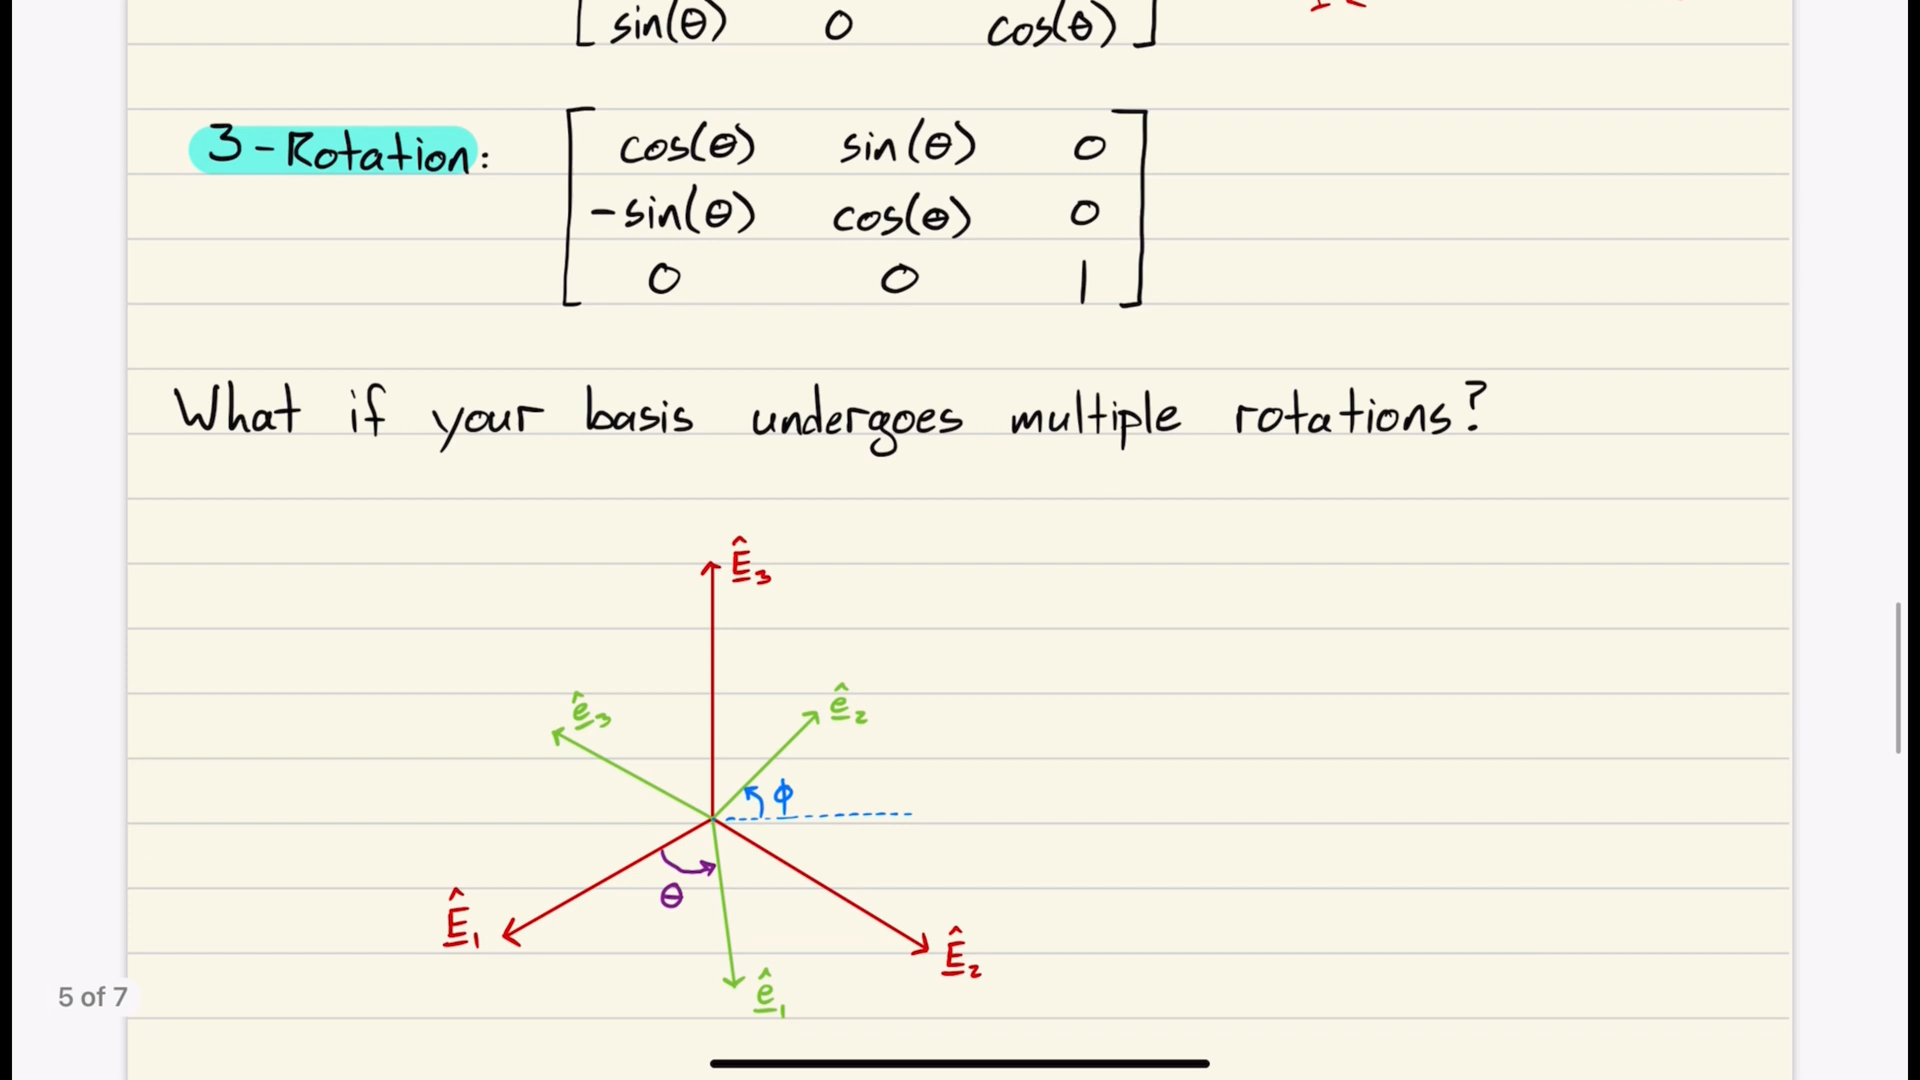 [ sin(θ) 0 cos(θ) ]
3-Rotation:
[ cos(θ) sin(θ) 0
-sin(θ) cos(θ) 0
0 0 1 ]
What if your basis undergoes multiple rotations?
Ê₃
ê₃
ê₂
ϕ
θ
Ê₁
Ê₂
ê₁
5 of 7